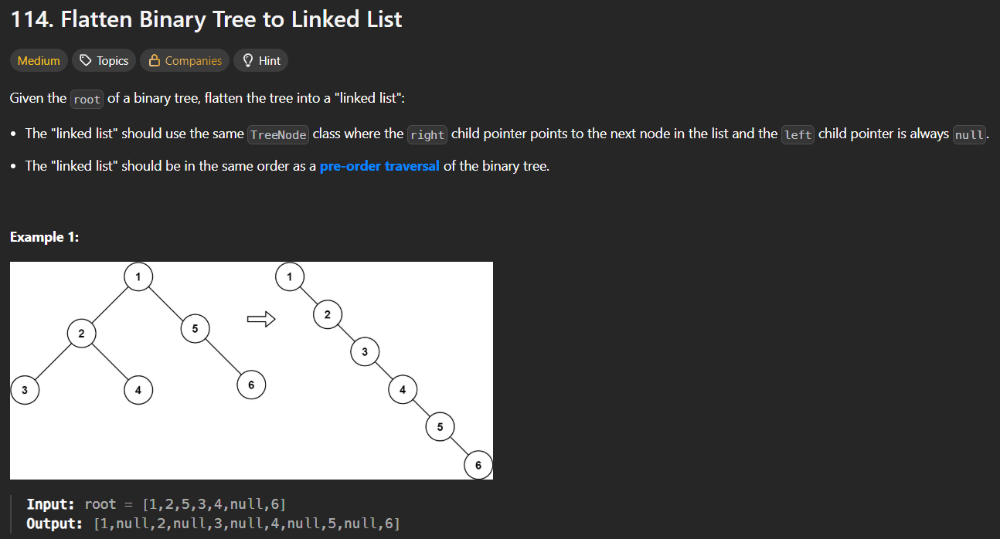 114. Flatten Binary Tree to Linked List
Medium Topics Companies Hint
Given the root of a binary tree, flatten the tree into a "linked list":
• The "linked list" should use the same TreeNode class where the right child pointer points to the next node in the list and the left child pointer is always null.
• The "linked list" should be in the same order as a pre-order traversal of the binary tree.
Example 1:
1 1
2 5 2
3 4 6 3
4
5
6
Input: root = [1,2,5,3,4,null,6]
Output: [1,null,2,null,3,null,4,null,5,null,6]